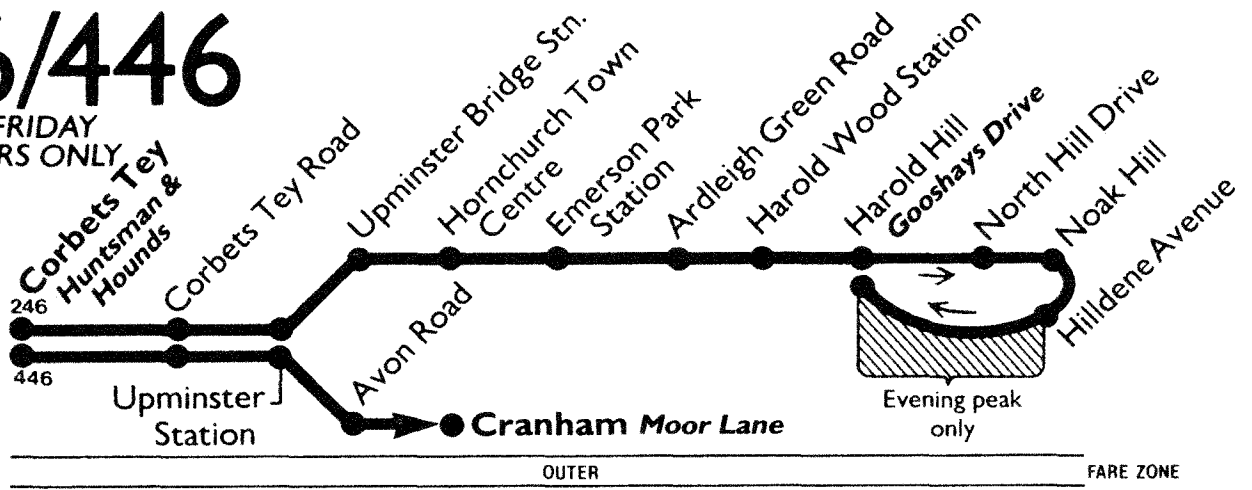 6/446
FRIDAY
RS ONLY
Corbets Tey
Huntsman &
Hounds
Corbets Tey Road
Upminster Bridge Stn.
Hornchurch Town
Centre
Emerson Park
Station
Ardleigh Green Road
Harold Wood Station
Harold Hill
Gooshays Drive
North Hill Drive
Noak Hill
Hilldene Avenue
246
446
Upminster
Station
Avon Road
Cranham Moor Lane
Evening peak
only
OUTER
FARE ZONE